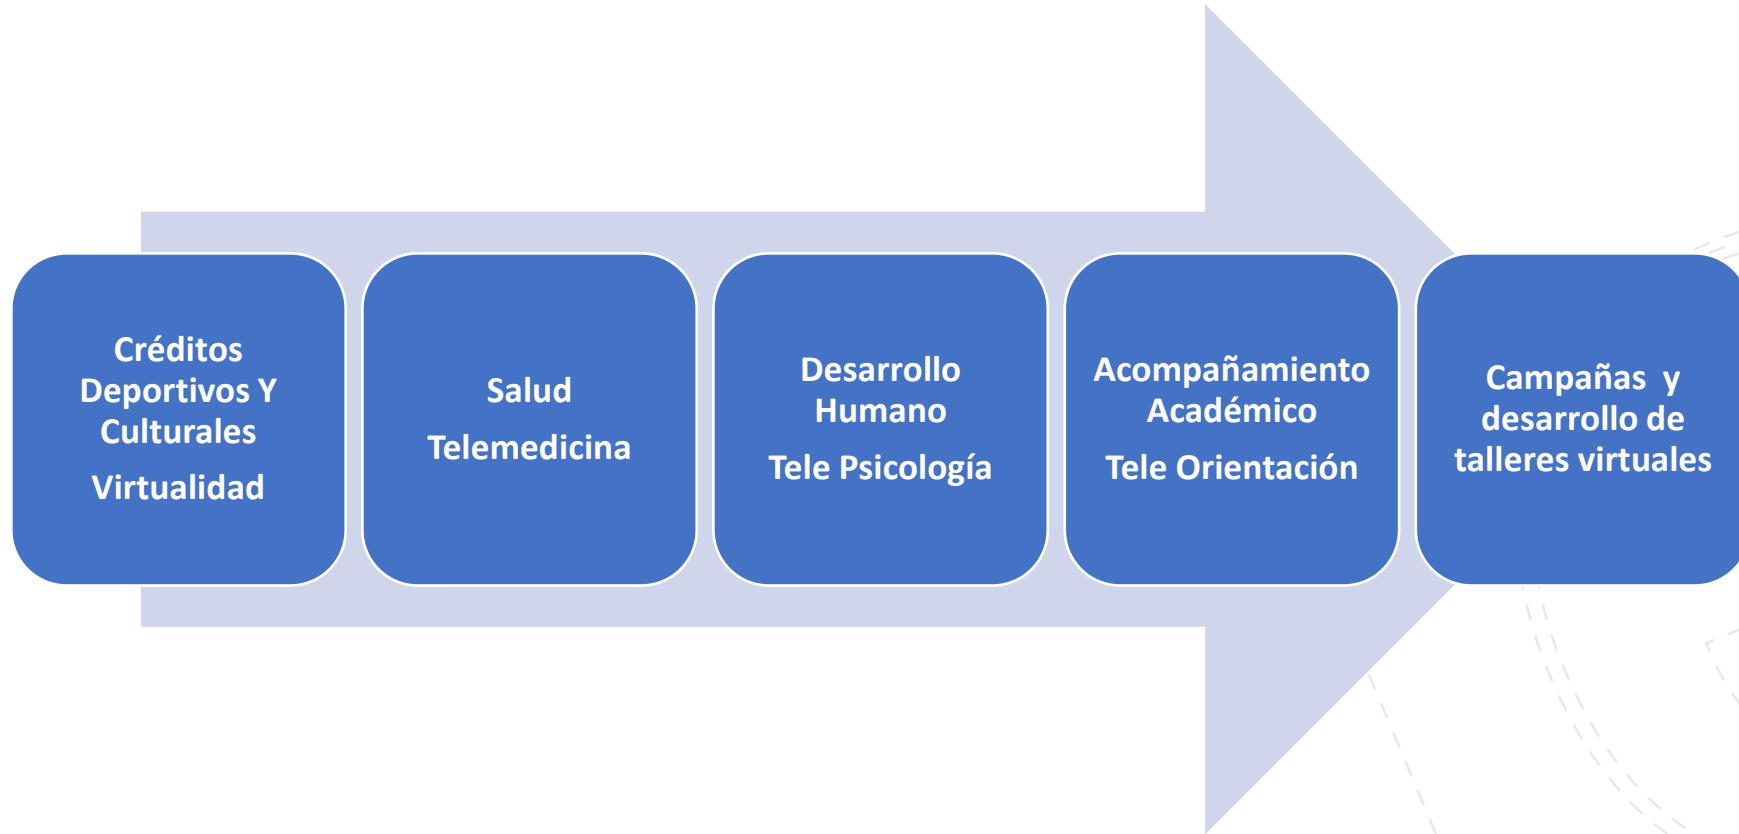 Créditos
Deportivos Y
Culturales
Virtualidad
Salud
Telemedicina
Desarrollo
Humano
Tele Psicología
Acompañamiento
Académico
Tele Orientación
Campañas  y
desarrollo de
talleres virtuales